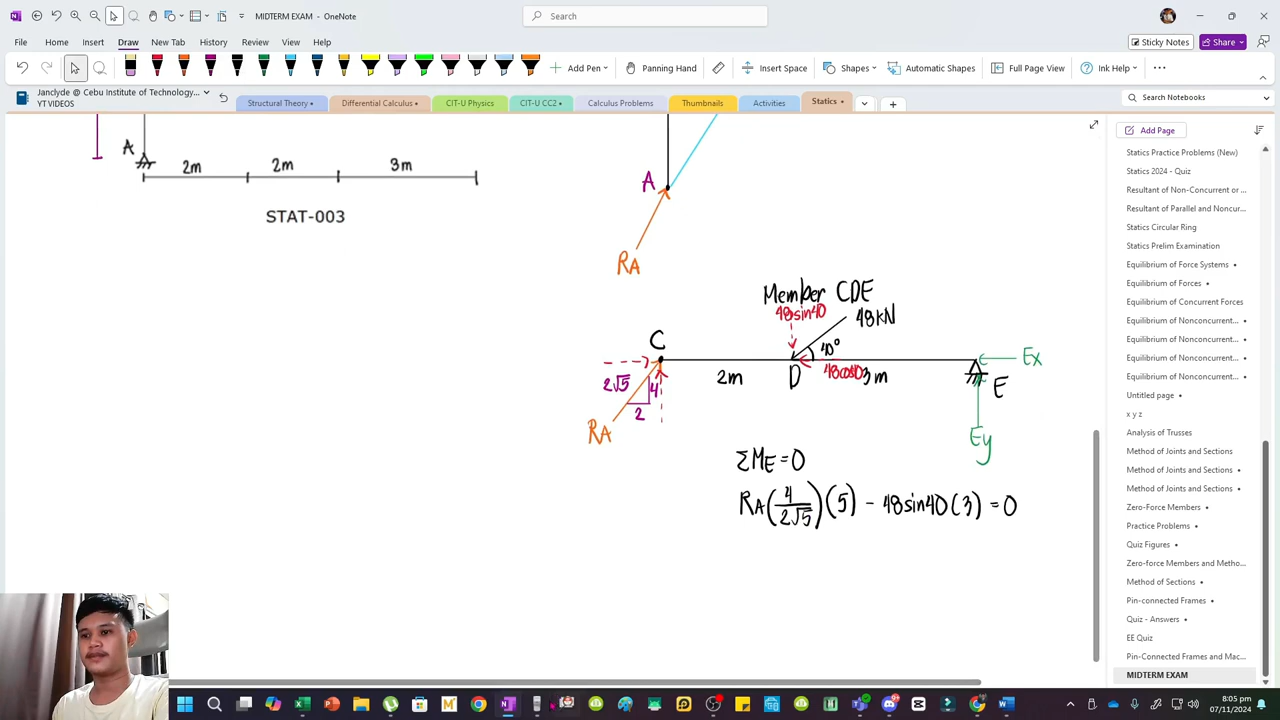 MIDTERM EXAM - OneNote
Search
File Home Insert Draw New Tab History Review View Help
Sticky Notes Share
Add Pen Panning Hand Insert Space Shapes Automatic Shapes Full Page View Ink Help
Janclyde @ Cebu Institute of Technology...
YT VIDEOS
Structural Theory Differential Calculus CIT-U Physics CIT-U CC2 Calculus Problems Thumbnails Activities Statics
Search Notebooks
Add Page
Statics Practice Problems (New)
Statics 2024 - Quiz
Resultant of Non-Concurrent or ...
Resultant of Parallel and Noncur...
Statics Circular Ring
Statics Prelim Examination
Equilibrium of Force Systems
Equilibrium of Forces
Equilibrium of Concurrent Forces
Equilibrium of Nonconcurrent...
Equilibrium of Nonconcurrent...
Equilibrium of Nonconcurrent...
Equilibrium of Nonconcurrent...
Untitled page
x y z
Analysis of Trusses
Method of Joints and Sections
Method of Joints and Sections
Method of Joints and Sections
Zero-Force Members
Practice Problems
Quiz Figures
Zero-force Members and Metho...
Method of Sections
Pin-connected Frames
Quiz - Answers
EE Quiz
Pin-Connected Frames and Mac...
MIDTERM EXAM
A
2m 2m 3m
STAT-003
A
RA
Member CDE
48sin40
48KN
C
40°
Ex
2√5 4
2m D 48cos40 3m
E
2
RA
Ey
ΣME=0
RA(4/2√5)(5) - 48sin40(3) = 0
8:05 pm
07/11/2024